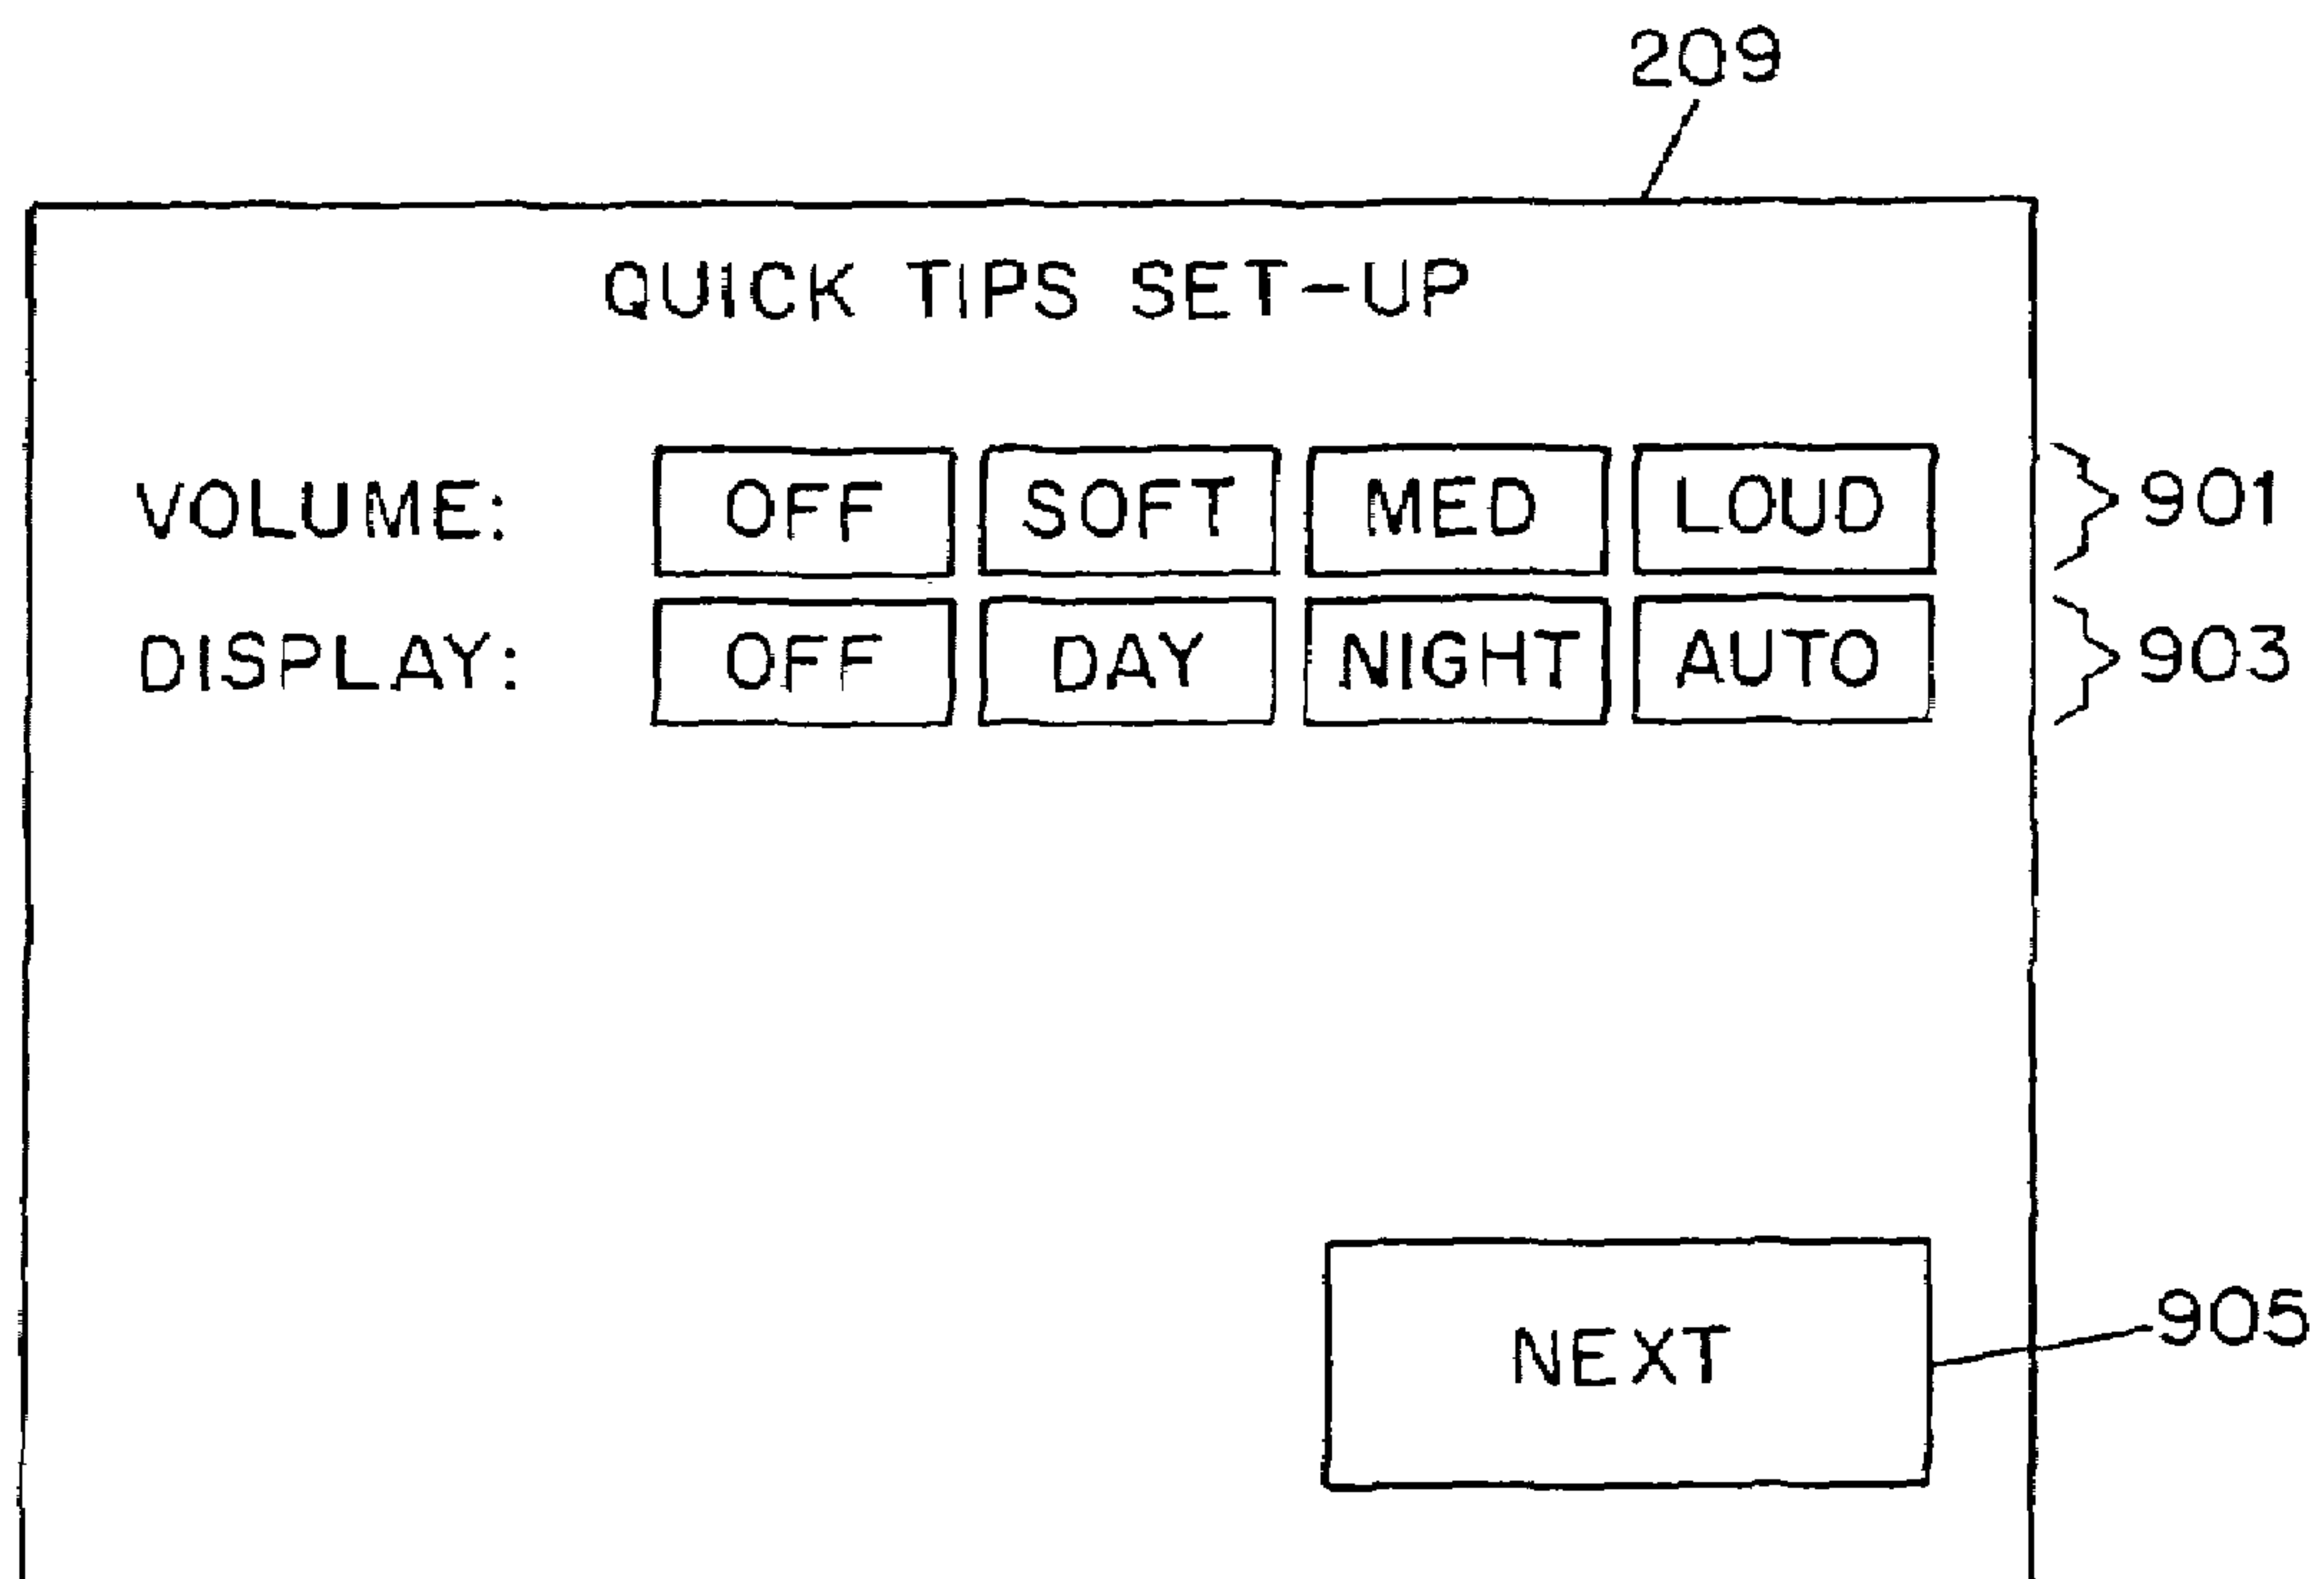 209
QUICK TIPS SET-UP
VOLUME: OFF SOFT MED LOUD 901
DISPLAY: OFF DAY NIGHT AUTO 903
NEXT 905